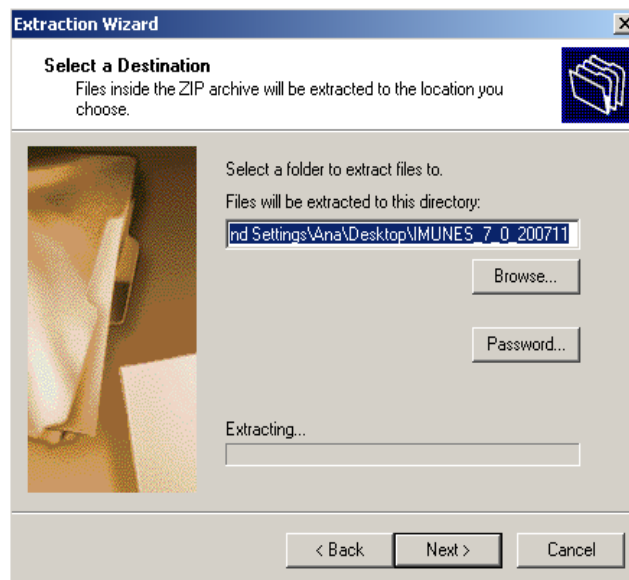 Extraction Wizard
Select a Destination
Files inside the ZIP archive will be extracted to the location you
choose.
Select a folder to extract files to.
Files will be extracted to this directory:
nd Settings\Ana\Desktop\IMUNES_7_0_200711
Browse...
Password...
Extracting...
< Back
Next >
Cancel